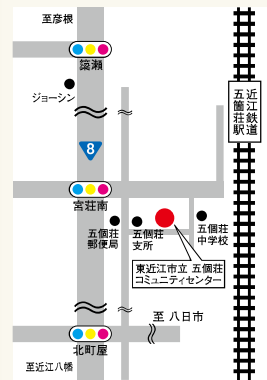 至彦根
簗瀬
ジョーシン
近江鉄道
五箇荘駅
8
宮荘南
五個荘
郵便局
五個荘
支所
五個荘
中学校
東近江市立 五個荘
コミュニティセンター
至 八日市
北町屋
至近江八幡